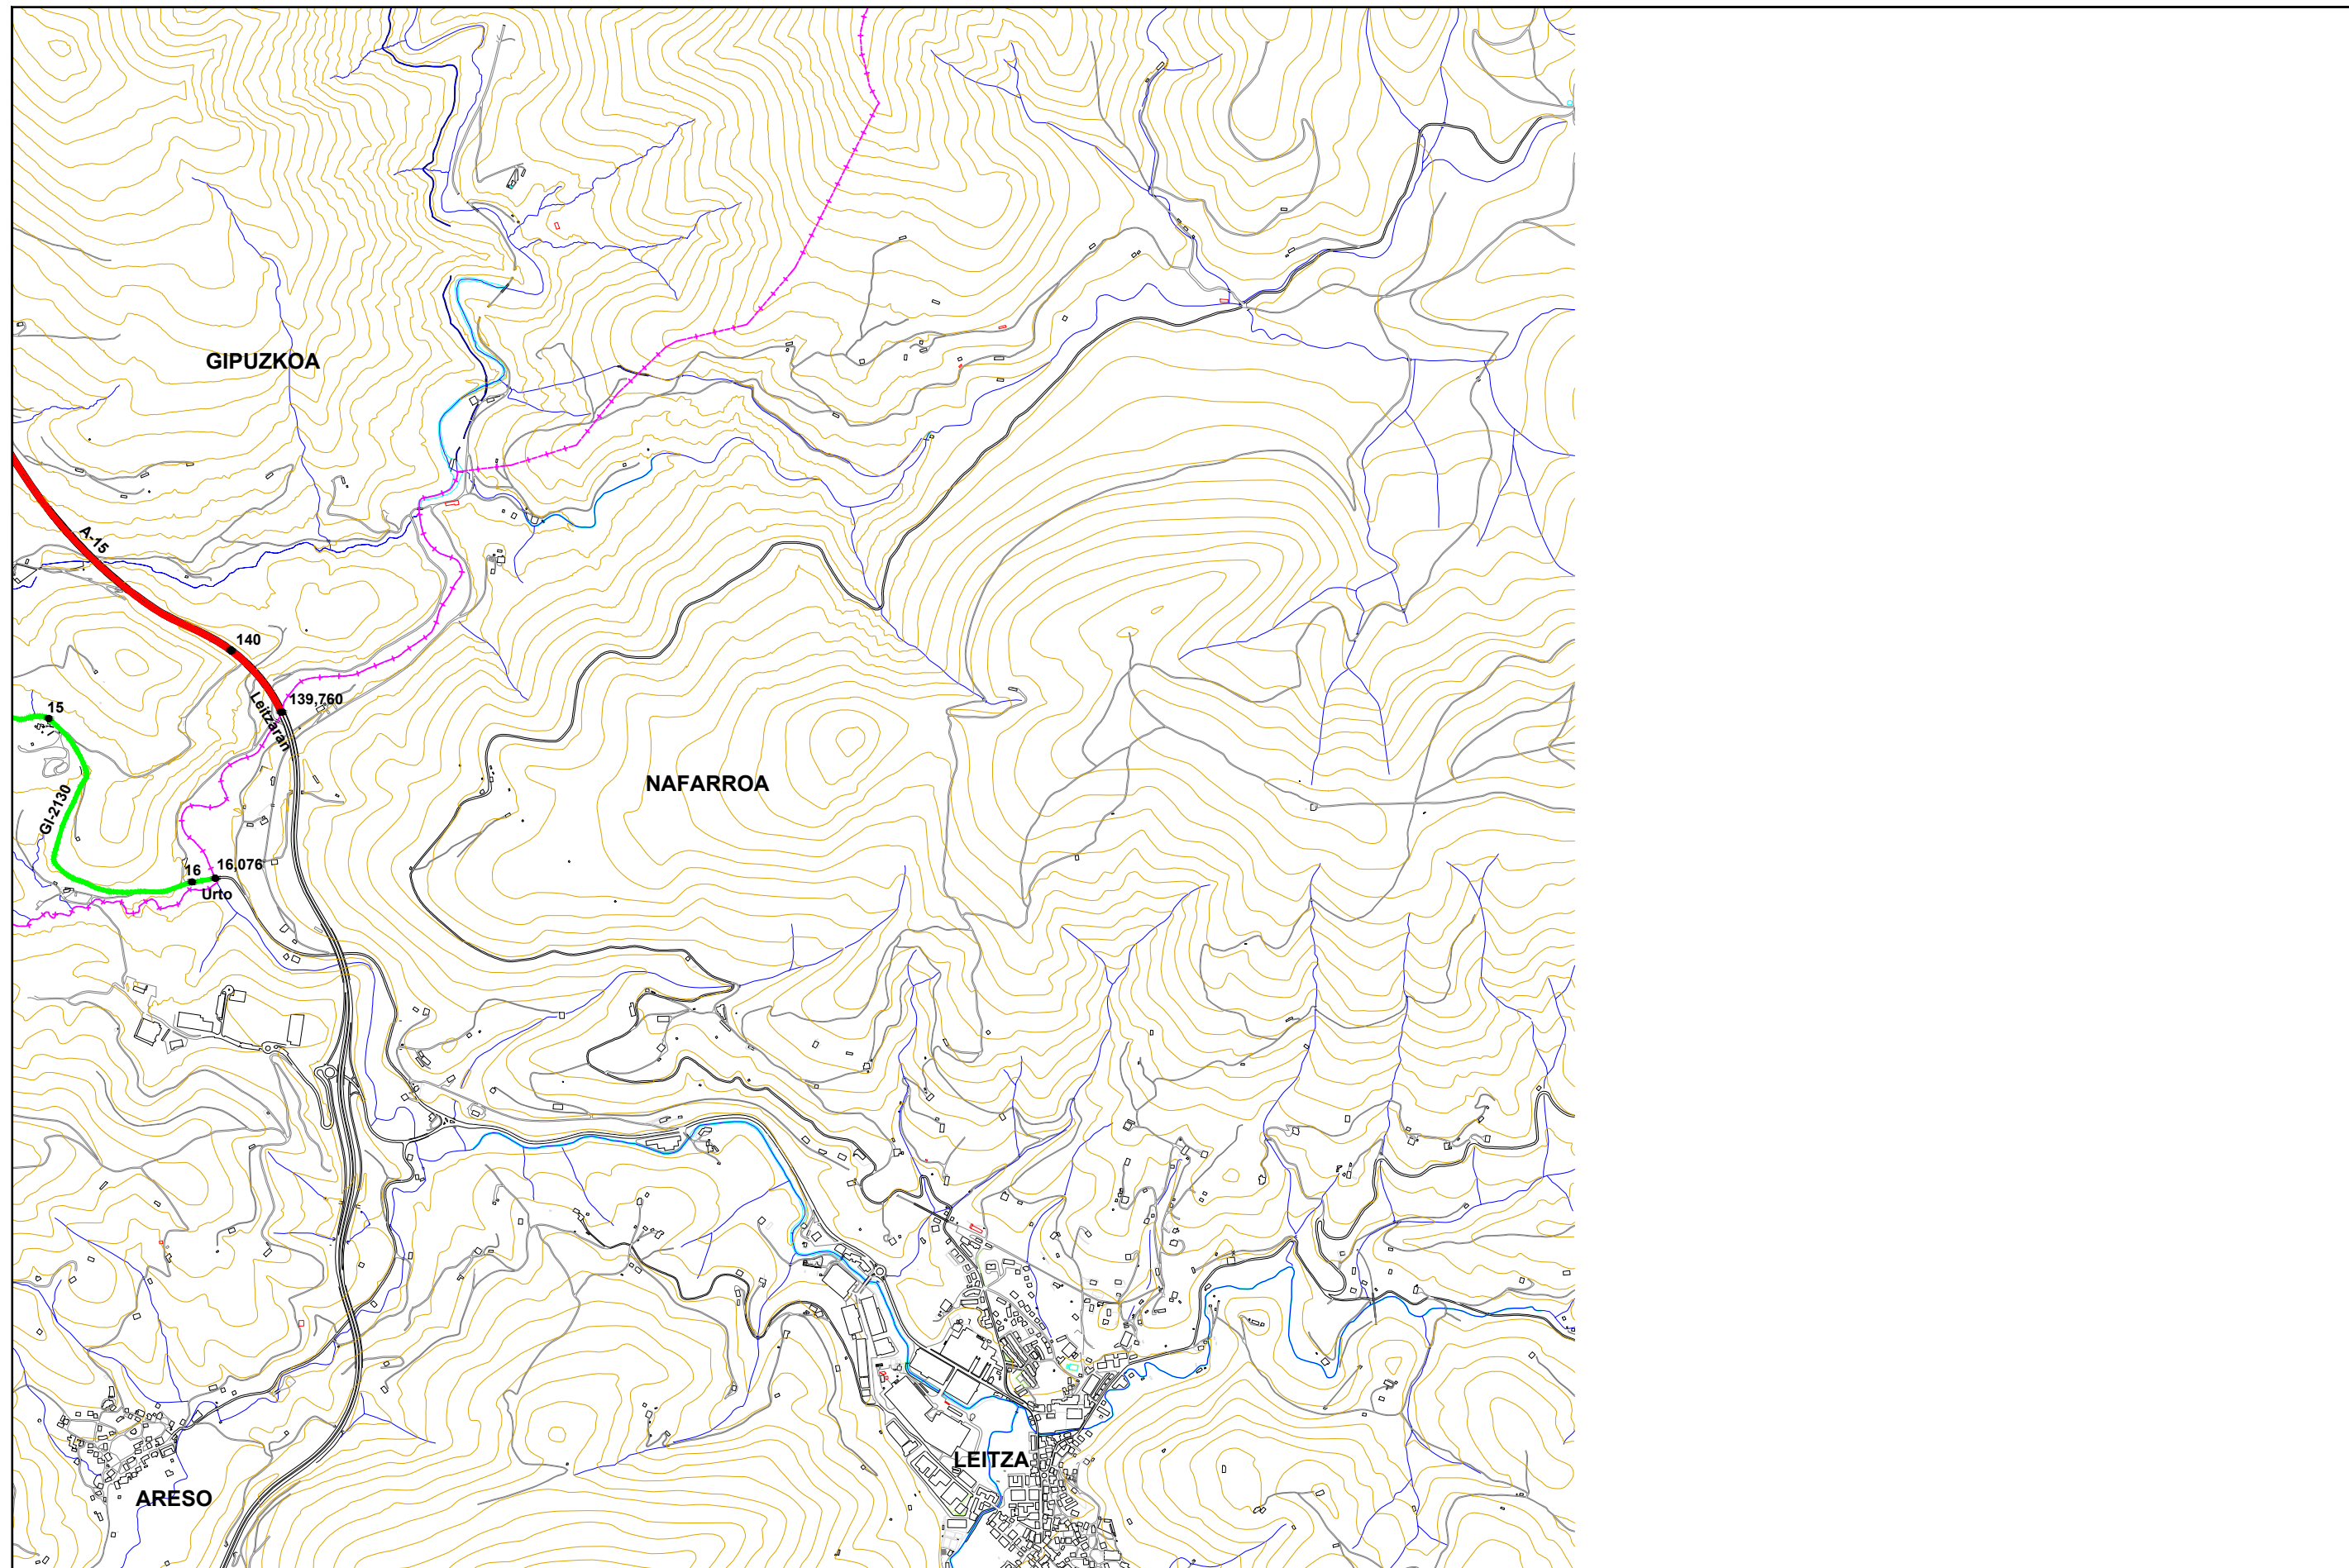 GIPUZKOA
A-15
140
139,760
Leitzaran
15
NAFARROA
GI-2130
16
16,076
Urto
LEITZA
ARESO